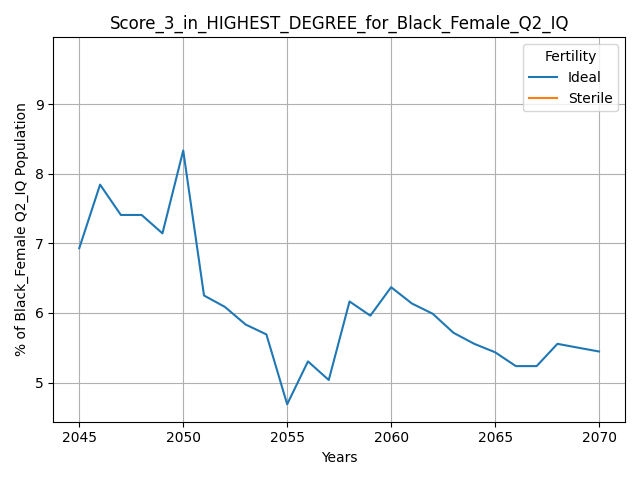 Score_3_in_HIGHEST_DEGREE_for_Black_Female_Q2_IQ
Fertility
Ideal
Sterile
% of Black_Female Q2_IQ Population
9
8
7
6
5
2045 2050 2055 2060 2065 2070
Years